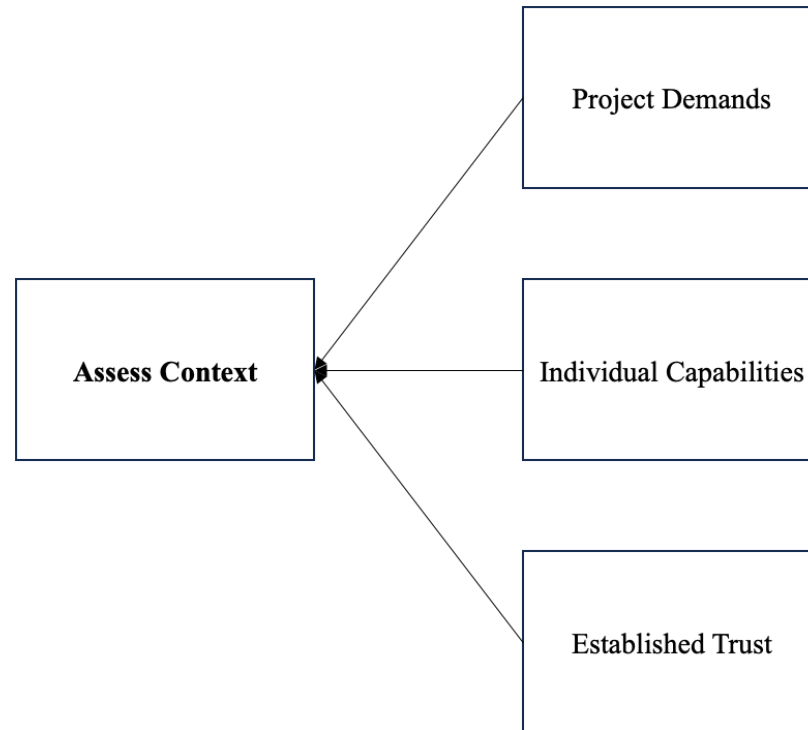 Project Demands
Assess Context
Individual Capabilities
Established Trust